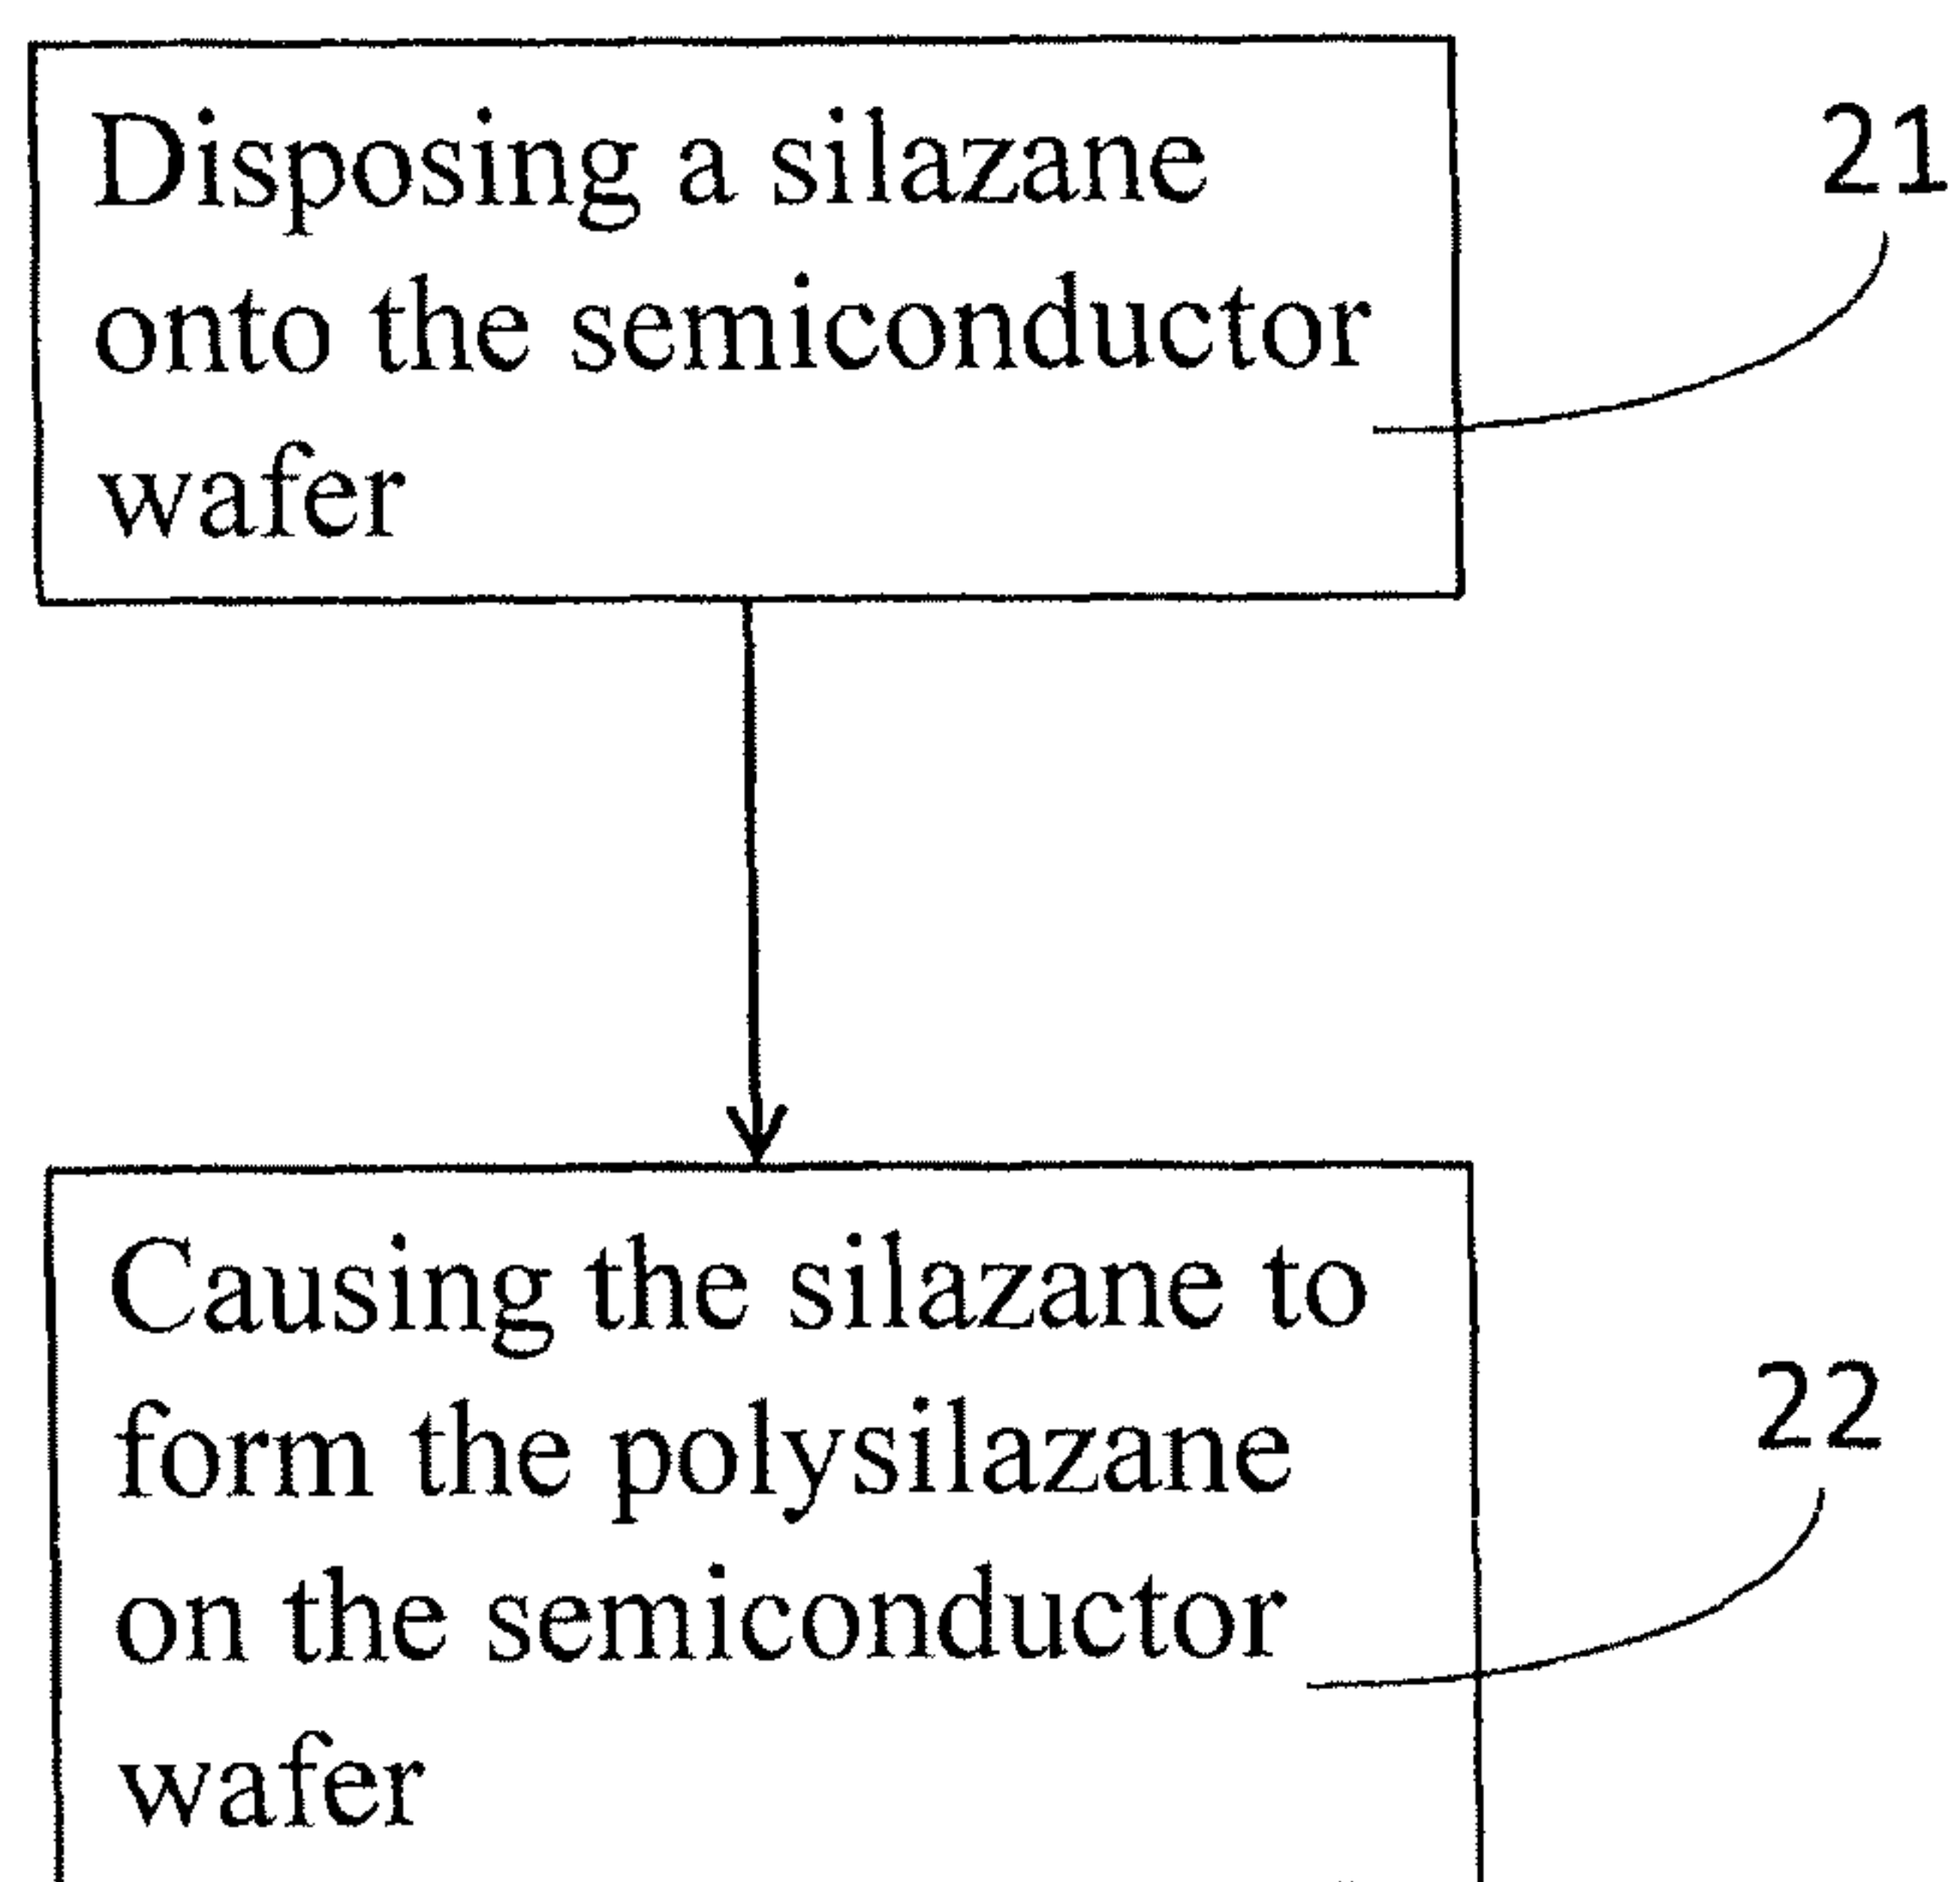 Disposing a silazane
onto the semiconductor
wafer
21
Causing the silazane to
form the polysilazane
on the semiconductor
wafer
22